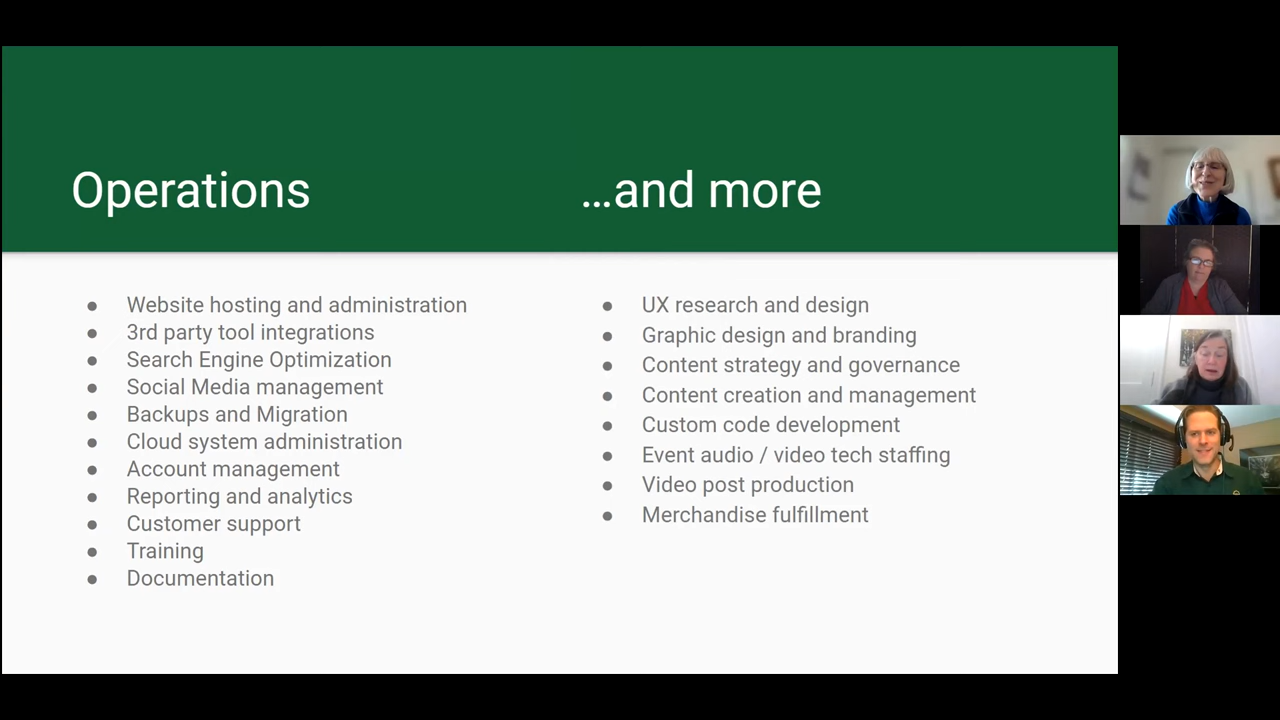 Operations
Website hosting and administration
3rd party tool integrations
Search Engine Optimization
Social Media management
Backups and Migration
Cloud system administration
Account management
Reporting and analytics
Customer support
Training
Documentation
...and more
UX research and design
Graphic design and branding
Content strategy and governance
Content creation and management
Custom code development
Event audio / video tech staffing
Video post production
Merchandise fulfillment